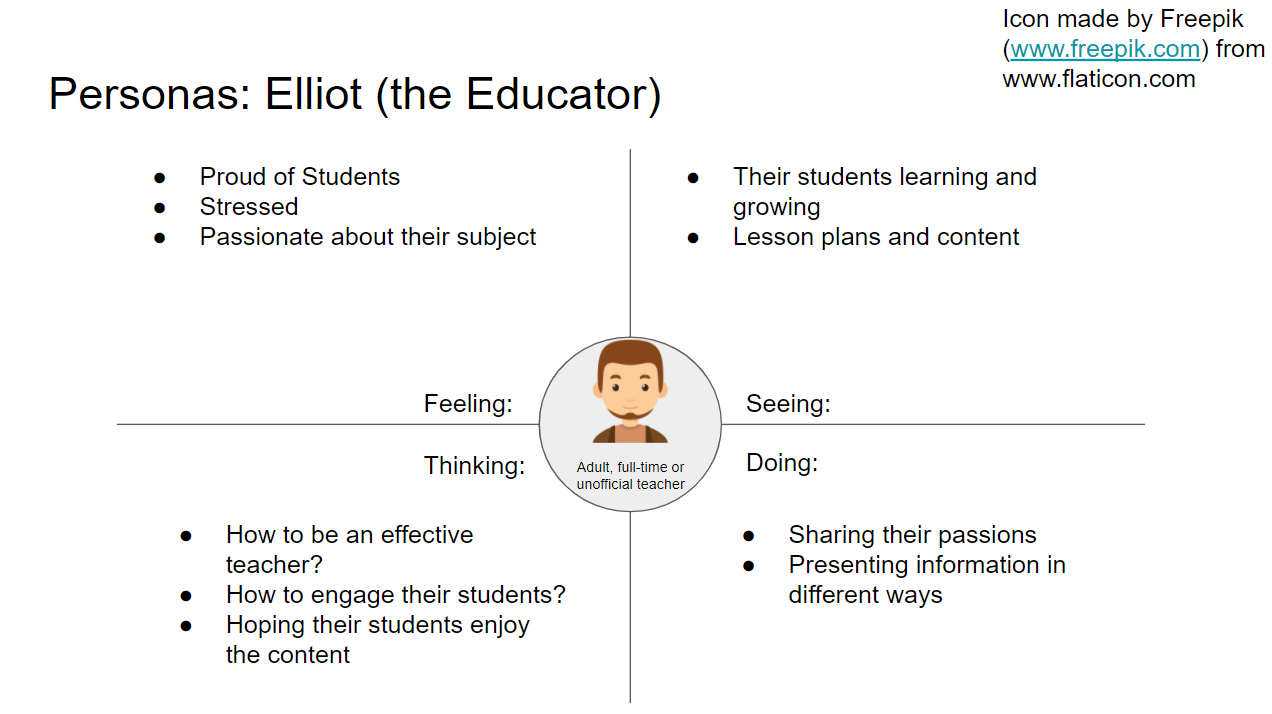 Icon made by Freepik
(www.freepik.com) from
www.flaticon.com
Personas: Elliot (the Educator)
● Proud of Students
● Stressed
● Passionate about their subject
● Their students learning and
growing
● Lesson plans and content
Feeling:
Seeing:
Adult, full-time or
unofficial teacher
Thinking:
Doing:
● How to be an effective
teacher?
● How to engage their students?
● Hoping their students enjoy
the content
● Sharing their passions
● Presenting information in
different ways